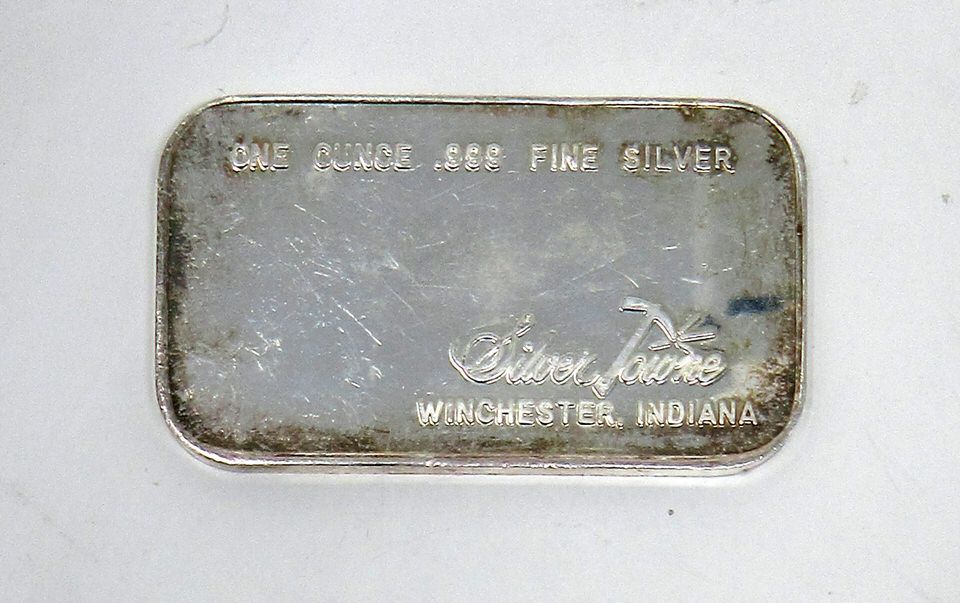 ONE OUNCE .999 FINE SILVER
Silver Towne
WINCHESTER, INDIANA